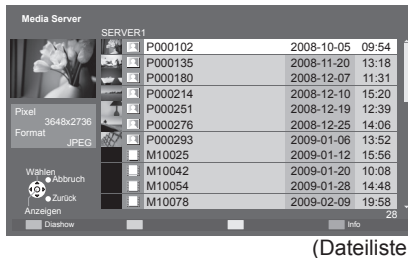 Media Server
SERVER1
P000102 2008-10-05 09:54
P000135 2008-11-20 13:18
P000180 2008-12-07 11:31
P000214 2008-12-10 15:20
P000251 2008-12-19 12:39
P000276 2008-12-25 14:06
P000293 2009-01-06 13:52
M10025 2009-01-12 15:56
M10042 2009-01-20 10:08
M10054 2009-01-28 14:48
M10078 2009-02-09 19:58
28
Pixel
3648x2736
Format
JPEG
Wählen
Abbruch
Zurück
Anzeigen
Diashow Info
(Dateiliste